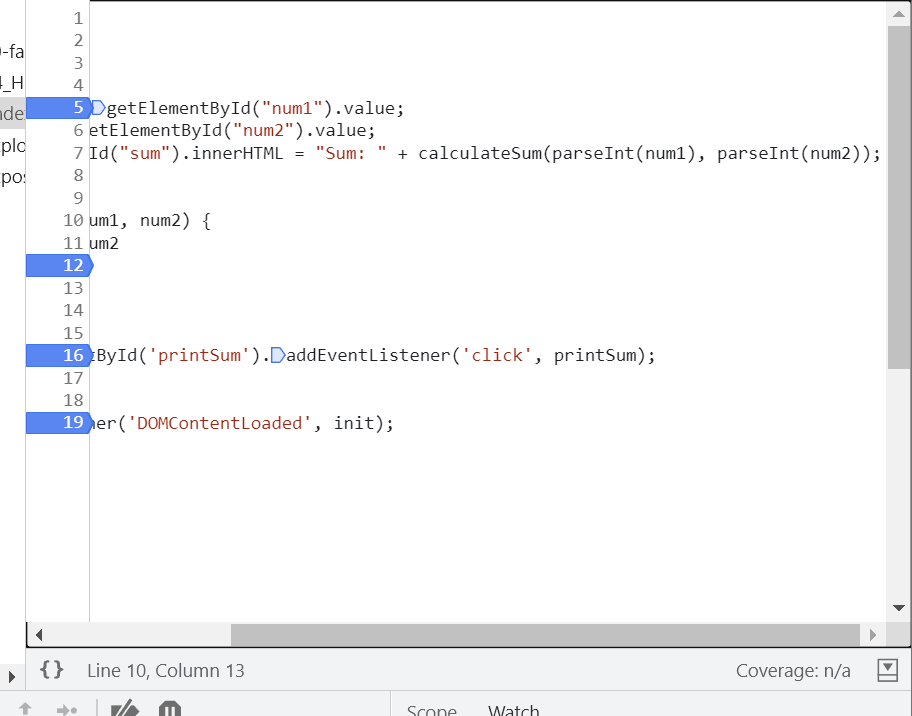 1
2
3
4
5 getElementById("num1").value;
6 etElementById("num2").value;
7 Id("sum").innerHTML = "Sum: " + calculateSum(parseInt(num1), parseInt(num2));
8
9
10 um1, num2) {
11 um2
12
13
14
15
16 ById('printSum').addEventListener('click', printSum);
17
18
19 ner('DOMContentLoaded', init);
-fa
_H
nde
plo
pos
{} Line 10, Column 13 Coverage: n/a
Scope Watch